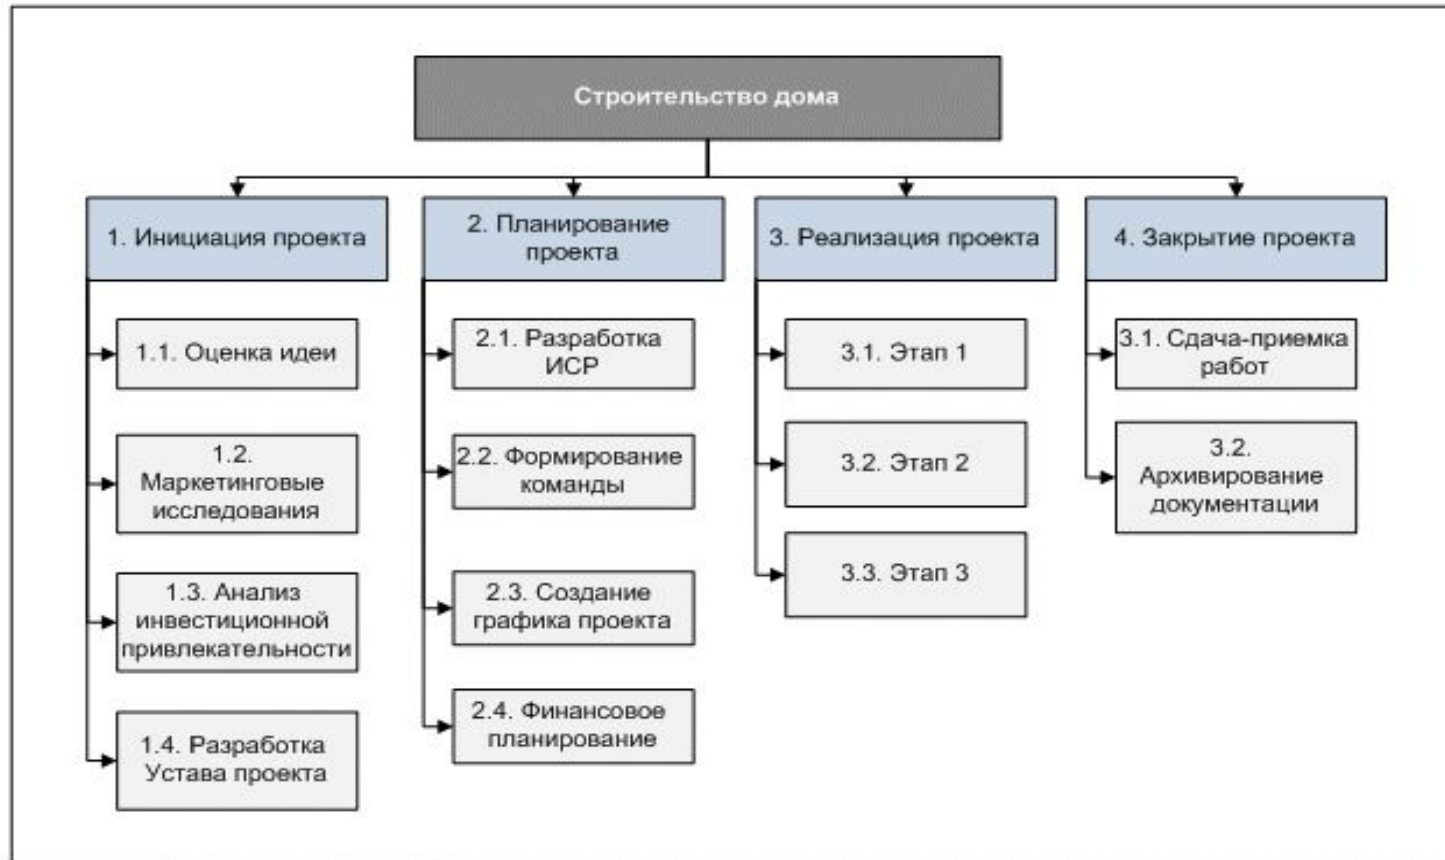 Строительство дома
1. Инициация проекта
1.1. Оценка идеи
1.2.
Маркетинговые
исследования
1.3. Анализ
инвестиционной
привлекательности
1.4. Разработка
Устава проекта
2. Планирование
проекта
2.1. Разработка
ИСР
2.2. Формирование
команды
2.3. Создание
графика проекта
2.4. Финансовое
планирование
3. Реализация проекта
3.1. Этап 1
3.2. Этап 2
3.3. Этап 3
4. Закрытие проекта
3.1. Сдача-приемка
работ
3.2.
Архивирование
документации